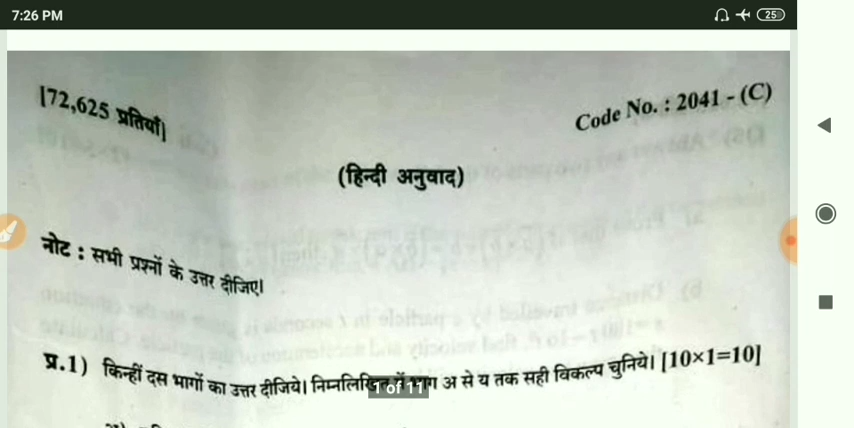 7:26 PM
25
[72,625 प्रतियाँ]
Code No. : 2041 - (C)
(हिन्दी अनुवाद)
नोट : सभी प्रश्नों के उत्तर दीजिए।
प्र.1) किन्हीं दस भागों का उत्तर दीजिये। निम्नलिखित में भाग अ से य तक सही विकल्प चुनिये। [10×1=10]
1 of 11